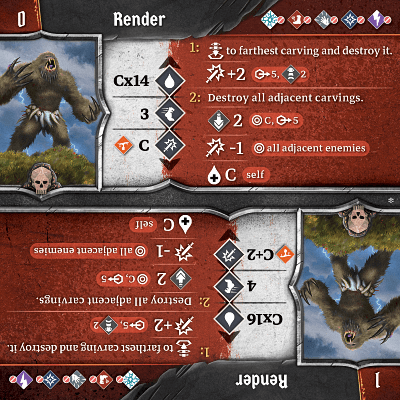 0
Render
Cx14
3
C
1: to farthest carving and destroy it.
+2 5, 2
2: Destroy all adjacent carvings.
2 C, 5
-1 all adjacent enemies
C self
1
Render
Cx16
4
C+2
1: to farthest carving and destroy it.
+2 5, 2
2: Destroy all adjacent carvings.
2 C, 5
-1 all adjacent enemies
C self